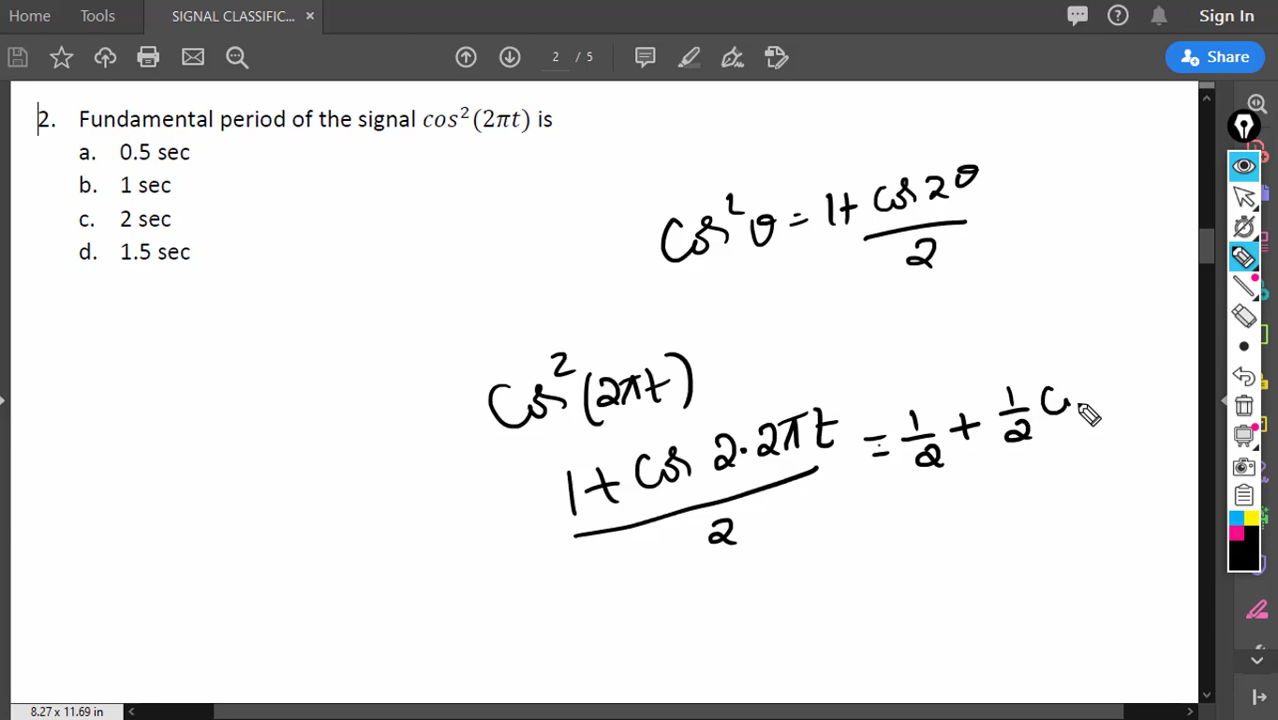 Home Tools SIGNAL CLASSIFIC... × Sign In
2 / 5 Share
2. Fundamental period of the signal cos²(2πt) is
a. 0.5 sec
b. 1 sec
c. 2 sec
d. 1.5 sec
Cos²θ = 1+ Cos2θ
2
Cos²(2πt)
1+ Cos 2·2πt = 1/2 + 1/2 C
2
8.27 x 11.69 in